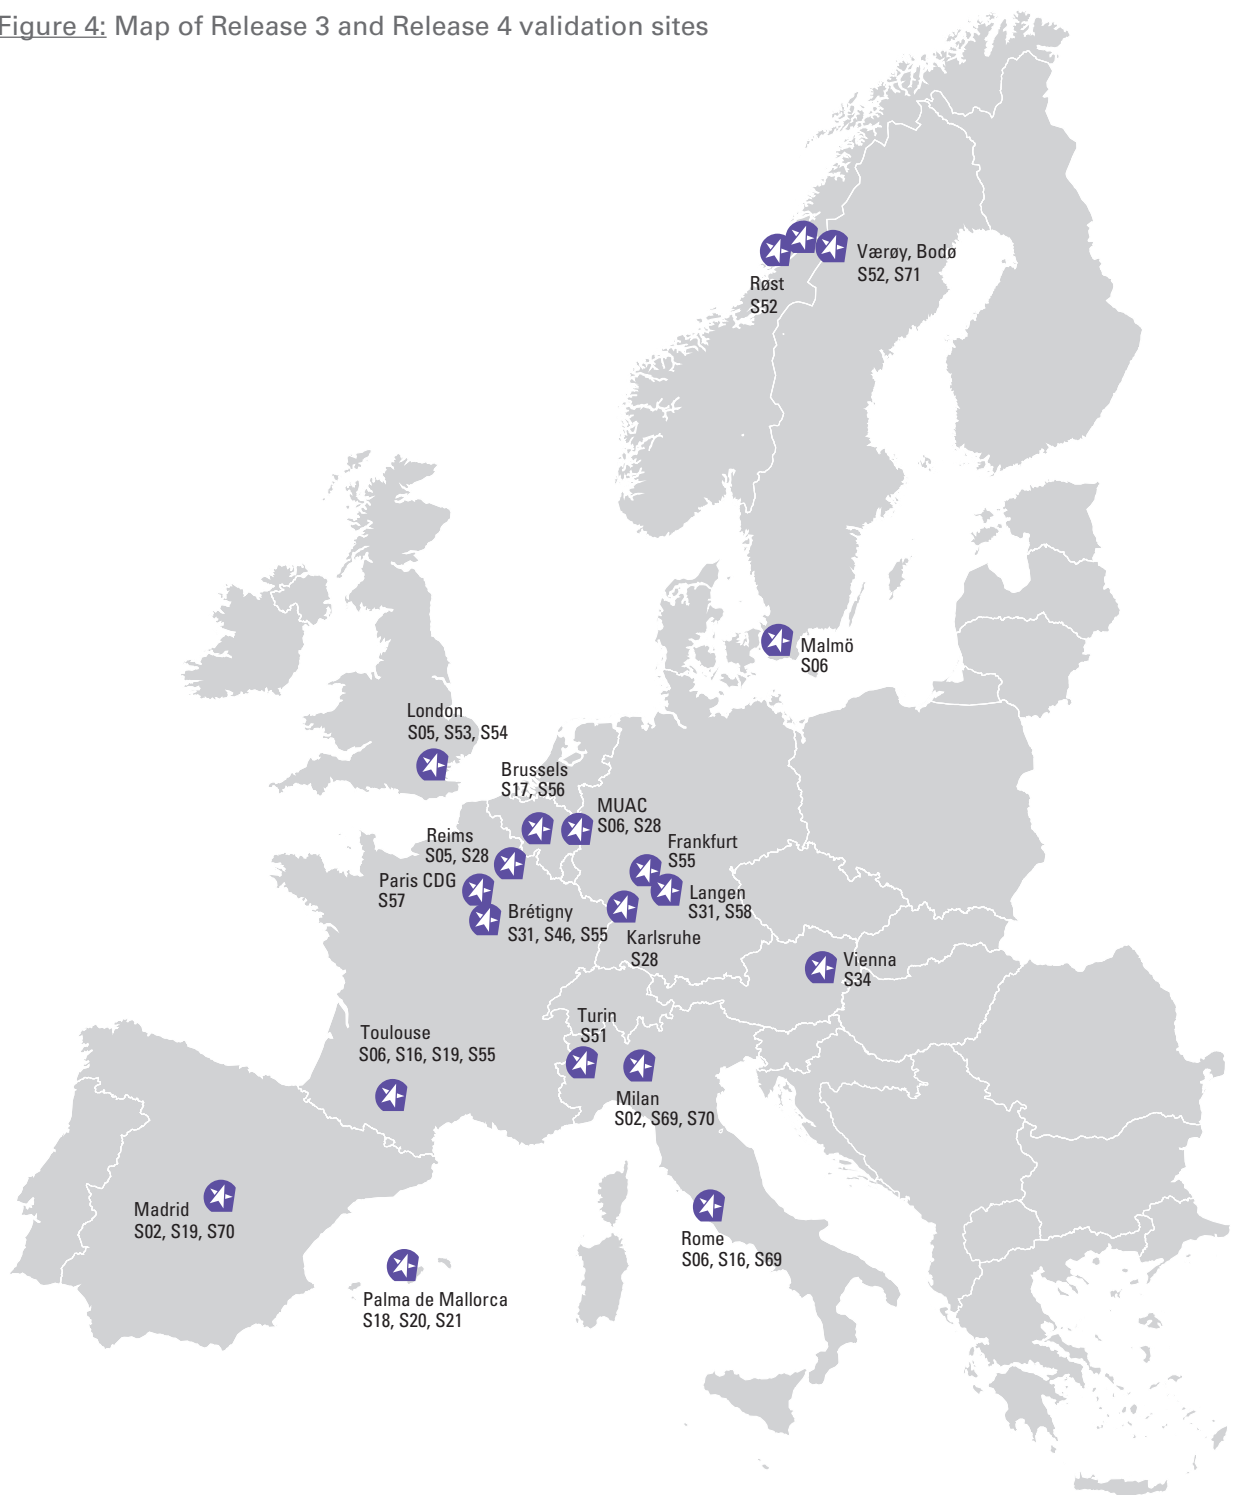 Figure 4: Map of Release 3 and Release 4 validation sites
Værøy, Bodø
S52, S71
Røst
S52
Malmö
S06
London
S05, S53, S54
Brussels
S17, S56
MUAC
S06, S28
Reims
S05, S28
Frankfurt
S55
Paris CDG
S57
Langen
S31, S58
Brétigny
S31, S46, S55
Karlsruhe
S28
Vienna
S34
Turin
S51
Toulouse
S06, S16, S19, S55
Milan
S02, S69, S70
Madrid
S02, S19, S70
Rome
S06, S16, S69
Palma de Mallorca
S18, S20, S21